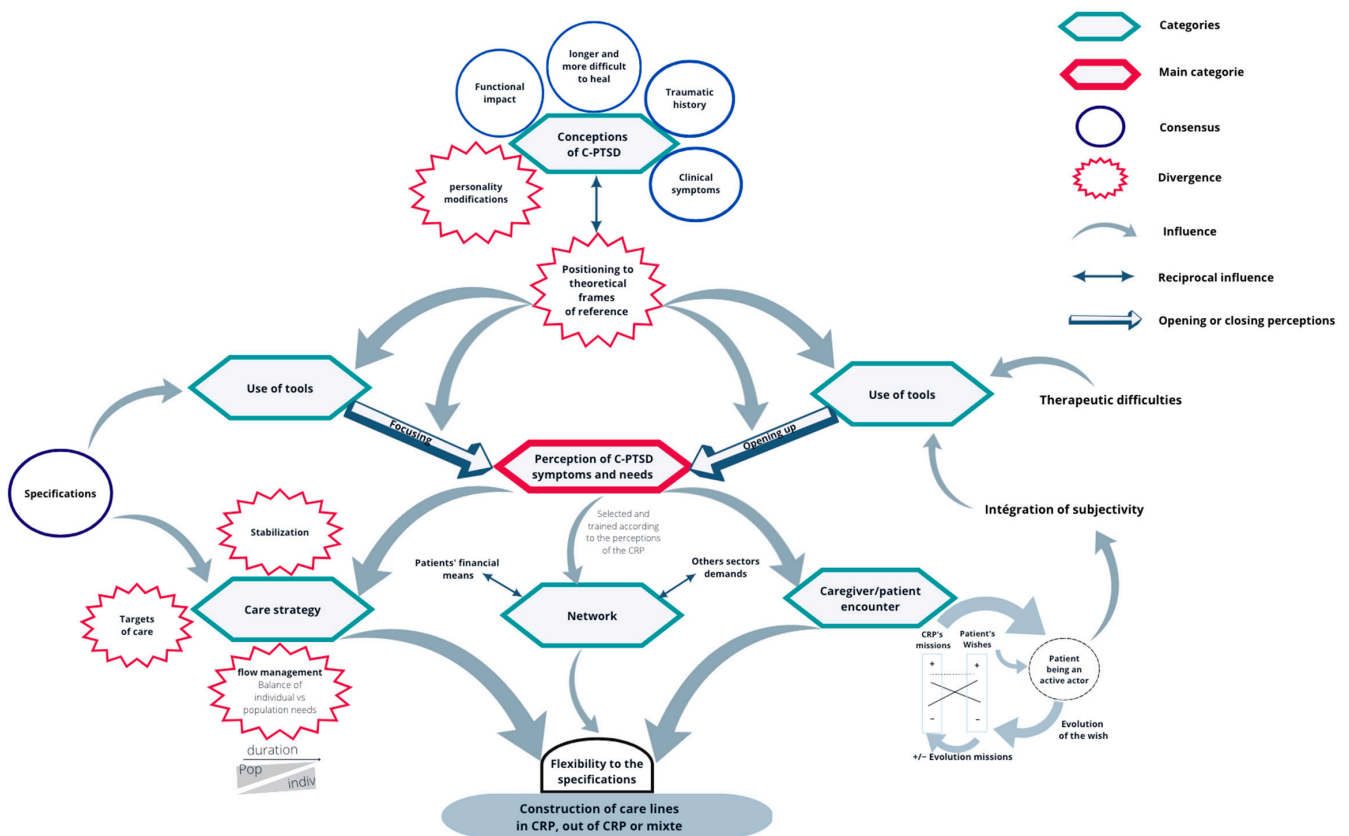 Categories
Main categorie
Consensus
Divergence
Influence
Reciprocal influence
Opening or closing perceptions
longer and
more difficult
to heal
Functional
impact
Traumatic
history
Conceptions
of C-PTSD
Clinical
symptoms
personality
modifications
Positioning to
theoretical
frames
of reference
Use of tools
Use of tools
Therapeutic difficulties
Focusing
Opening up
Perception of C-PTSD
symptoms and needs
Specifications
Intégration of subjectivity
Stabilization
Selected and
trained according
to the perceptions
of the CRP
Patients' financial
means
Others sectors
demands
Targets
of care
Care strategy
Network
Caregiver/patient
encounter
CRP's
missions
Patient's
Wishes
+
+
−
−
Patient
being an
active actor
Evolution
of the wish
+/− Evolution missions
flow management
Balance of
individual vs
population needs
duration
Pop
indiv
Flexibility to the
specifications
Construction of care lines
in CRP, out of CRP or mixte